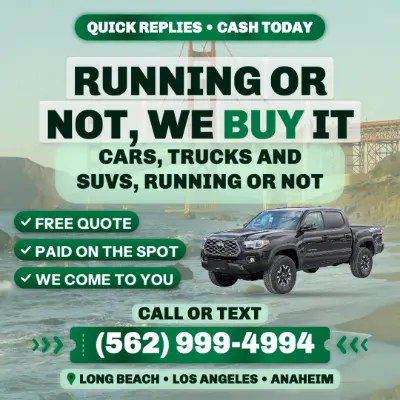 QUICK REPLIES • CASH TODAY
RUNNING OR
NOT, WE BUY IT
CARS, TRUCKS AND
SUVS, RUNNING OR NOT
FREE QUOTE
PAID ON THE SPOT
WE COME TO YOU
CALL OR TEXT
(562) 999-4994
LONG BEACH • LOS ANGELES • ANAHEIM